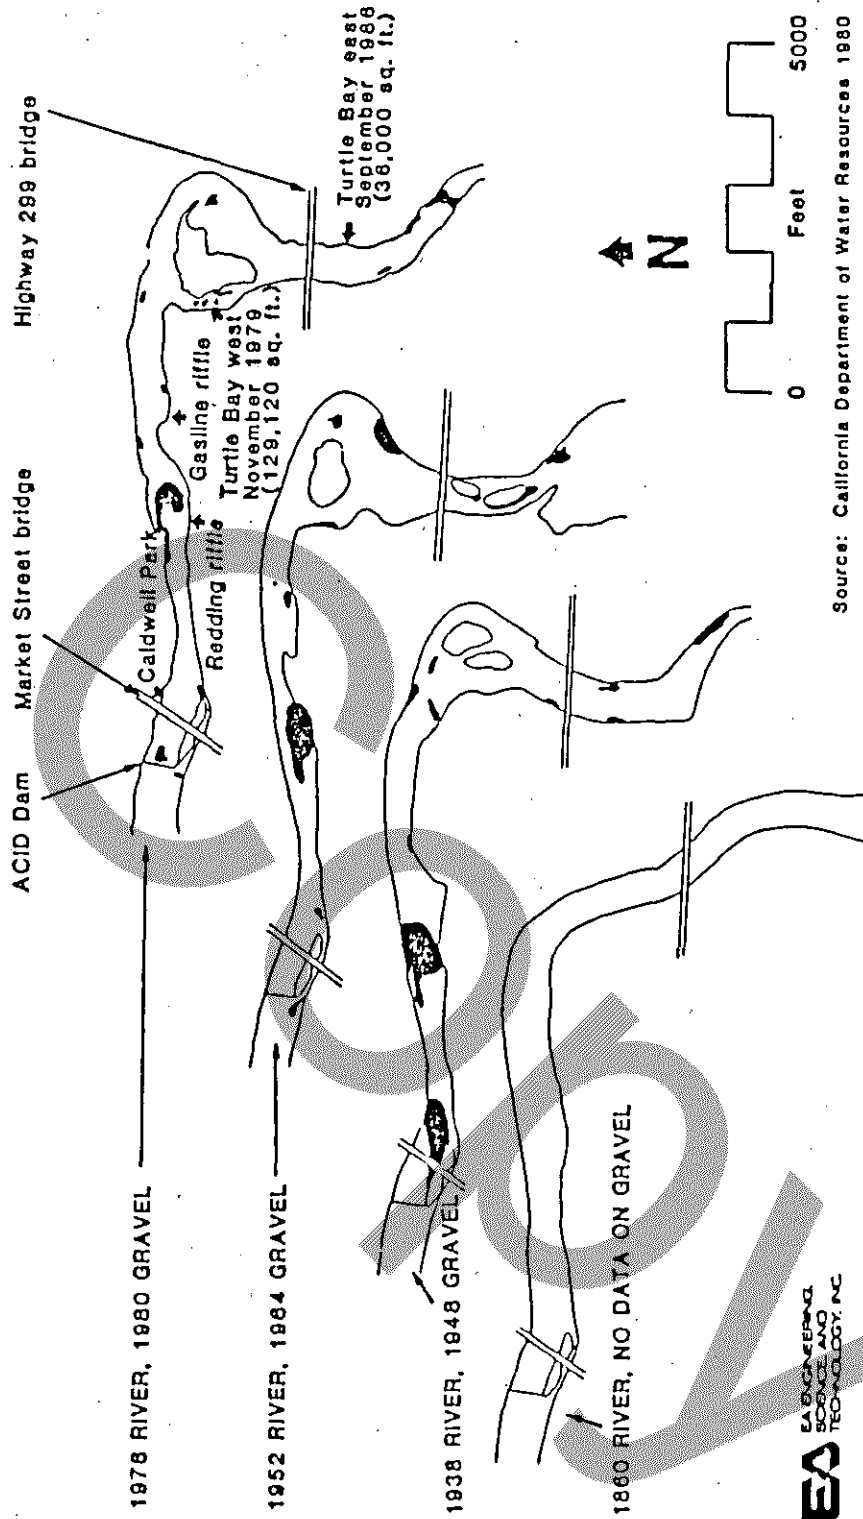 ACID Dam
Market Street bridge
Highway 299 bridge
Caldwell Park
Redding riffle
Gasline riffle
Turtle Bay west
November 1979
(129,120 sq. ft.)
Turtle Bay east
September 1986
(36,000 sq. ft.)
1978 RIVER, 1980 GRAVEL
1952 RIVER, 1964 GRAVEL
1938 RIVER, 1948 GRAVEL
1860 RIVER, NO DATA ON GRAVEL
N
0
Feet
5000
EA
EA ENGINEERING,
SCIENCE, AND
TECHNOLOGY, INC.
Source: California Department of Water Resources 1980
Copy